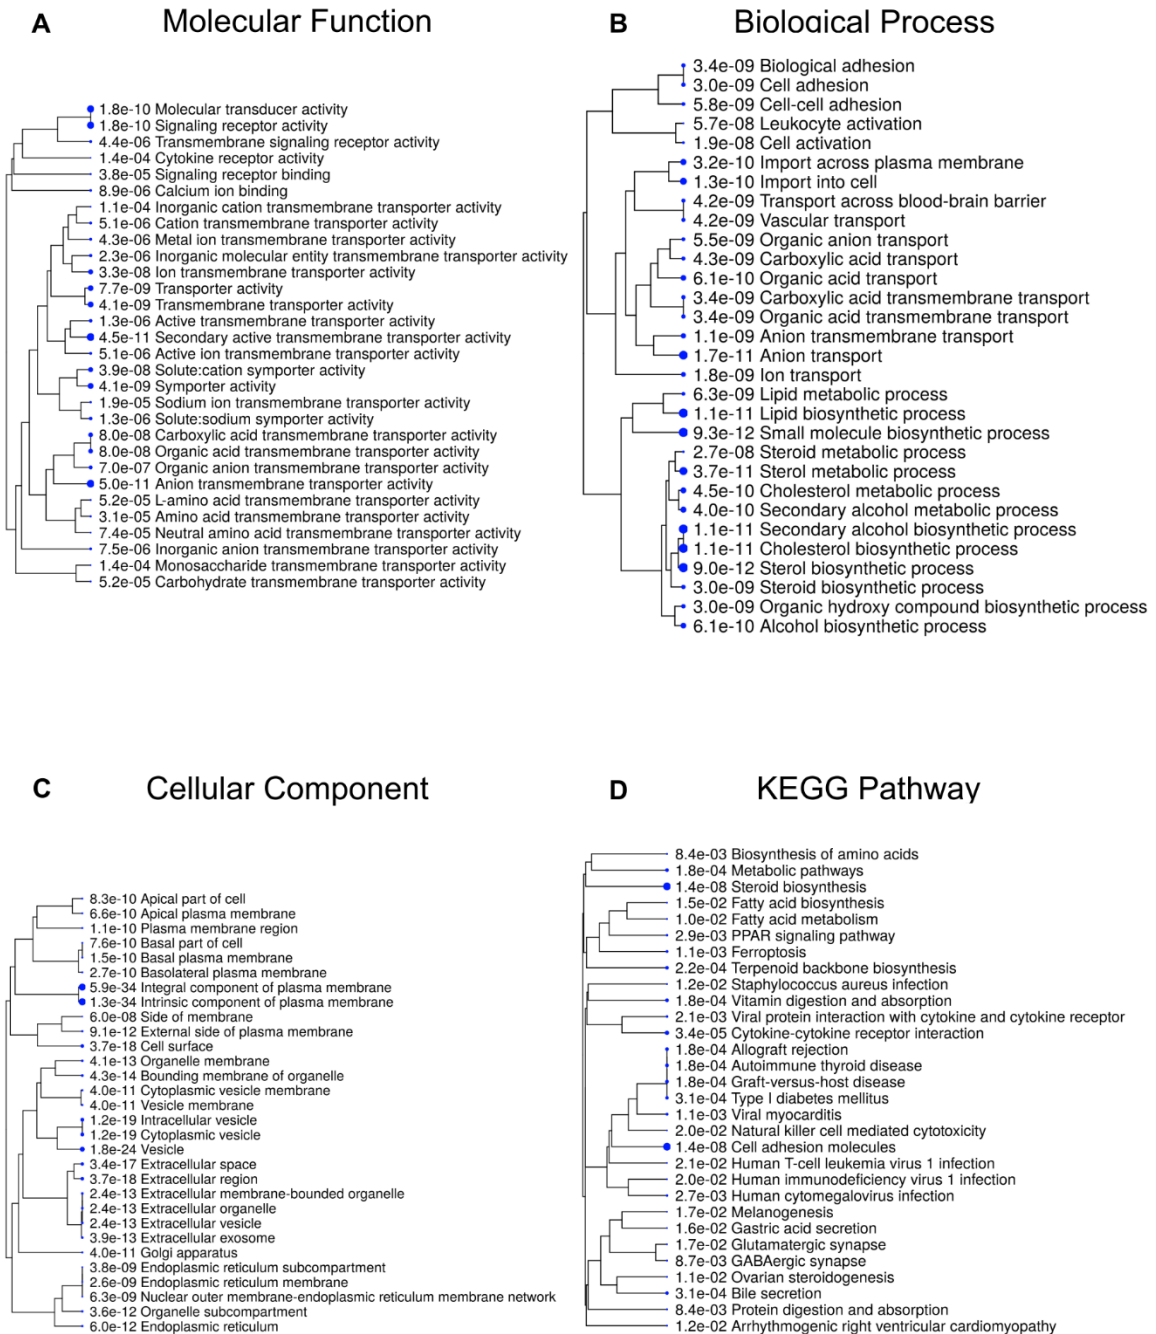 A Molecular Function
1.8e-10 Molecular transducer activity
1.8e-10 Signaling receptor activity
4.4e-06 Transmembrane signaling receptor activity
1.4e-04 Cytokine receptor activity
3.8e-05 Signaling receptor binding
8.9e-06 Calcium ion binding
1.1e-04 Inorganic cation transmembrane transporter activity
5.1e-06 Cation transmembrane transporter activity
4.3e-06 Metal ion transmembrane transporter activity
2.3e-06 Inorganic molecular entity transmembrane transporter activity
3.3e-08 Ion transmembrane transporter activity
7.7e-09 Transporter activity
4.1e-09 Transmembrane transporter activity
1.3e-06 Active transmembrane transporter activity
4.5e-11 Secondary active transmembrane transporter activity
5.1e-06 Active ion transmembrane transporter activity
3.9e-08 Solute:cation symporter activity
4.1e-09 Symporter activity
1.9e-05 Sodium ion transmembrane transporter activity
1.3e-06 Solute:sodium symporter activity
8.0e-08 Carboxylic acid transmembrane transporter activity
8.0e-08 Organic acid transmembrane transporter activity
7.0e-07 Organic anion transmembrane transporter activity
5.0e-11 Anion transmembrane transporter activity
5.2e-05 L-amino acid transmembrane transporter activity
3.1e-05 Amino acid transmembrane transporter activity
7.4e-05 Neutral amino acid transmembrane transporter activity
7.5e-06 Inorganic anion transmembrane transporter activity
1.4e-04 Monosaccharide transmembrane transporter activity
5.2e-05 Carbohydrate transmembrane transporter activity
B Biological Process
3.4e-09 Biological adhesion
3.0e-09 Cell adhesion
5.8e-09 Cell-cell adhesion
5.7e-08 Leukocyte activation
1.9e-08 Cell activation
3.2e-10 Import across plasma membrane
1.3e-10 Import into cell
4.2e-09 Transport across blood-brain barrier
4.2e-09 Vascular transport
5.5e-09 Organic anion transport
4.3e-09 Carboxylic acid transport
6.1e-10 Organic acid transport
3.4e-09 Carboxylic acid transmembrane transport
3.4e-09 Organic acid transmembrane transport
1.1e-09 Anion transmembrane transport
1.7e-11 Anion transport
1.8e-09 Ion transport
6.3e-09 Lipid metabolic process
1.1e-11 Lipid biosynthetic process
9.3e-12 Small molecule biosynthetic process
2.7e-08 Steroid metabolic process
3.7e-11 Sterol metabolic process
4.5e-10 Cholesterol metabolic process
4.0e-10 Secondary alcohol metabolic process
1.1e-11 Secondary alcohol biosynthetic process
1.1e-11 Cholesterol biosynthetic process
9.0e-12 Sterol biosynthetic process
3.0e-09 Steroid biosynthetic process
3.0e-09 Organic hydroxy compound biosynthetic process
6.1e-10 Alcohol biosynthetic process
C Cellular Component
8.3e-10 Apical part of cell
6.6e-10 Apical plasma membrane
1.1e-10 Plasma membrane region
7.6e-10 Basal part of cell
1.5e-10 Basal plasma membrane
2.7e-10 Basolateral plasma membrane
5.9e-34 Integral component of plasma membrane
1.3e-34 Intrinsic component of plasma membrane
6.0e-08 Side of membrane
9.1e-12 External side of plasma membrane
3.7e-18 Cell surface
4.1e-13 Organelle membrane
4.3e-14 Bounding membrane of organelle
4.0e-11 Cytoplasmic vesicle membrane
4.0e-11 Vesicle membrane
1.2e-19 Intracellular vesicle
1.2e-19 Cytoplasmic vesicle
1.8e-24 Vesicle
3.4e-17 Extracellular space
3.7e-18 Extracellular region
2.4e-13 Extracellular membrane-bounded organelle
2.4e-13 Extracellular organelle
2.4e-13 Extracellular vesicle
3.9e-13 Extracellular exosome
4.0e-11 Golgi apparatus
3.8e-09 Endoplasmic reticulum subcompartment
2.6e-09 Endoplasmic reticulum membrane
6.3e-09 Nuclear outer membrane-endoplasmic reticulum membrane network
3.6e-12 Organelle subcompartment
6.0e-12 Endoplasmic reticulum
D KEGG Pathway
8.4e-03 Biosynthesis of amino acids
1.8e-04 Metabolic pathways
1.4e-08 Steroid biosynthesis
1.5e-02 Fatty acid biosynthesis
1.0e-02 Fatty acid metabolism
2.9e-03 PPAR signaling pathway
1.1e-03 Ferroptosis
2.2e-04 Terpenoid backbone biosynthesis
1.2e-02 Staphylococcus aureus infection
1.8e-04 Vitamin digestion and absorption
2.1e-03 Viral protein interaction with cytokine and cytokine receptor
3.4e-05 Cytokine-cytokine receptor interaction
1.8e-04 Allograft rejection
1.8e-04 Autoimmune thyroid disease
1.8e-04 Graft-versus-host disease
3.1e-04 Type I diabetes mellitus
1.1e-03 Viral myocarditis
2.0e-02 Natural killer cell mediated cytotoxicity
1.4e-08 Cell adhesion molecules
2.1e-02 Human T-cell leukemia virus 1 infection
2.0e-02 Human immunodeficiency virus 1 infection
2.7e-03 Human cytomegalovirus infection
1.7e-02 Melanogenesis
1.6e-02 Gastric acid secretion
1.7e-02 Glutamatergic synapse
8.7e-03 GABAergic synapse
1.1e-02 Ovarian steroidogenesis
3.1e-04 Bile secretion
8.4e-03 Protein digestion and absorption
1.2e-02 Arrhythmogenic right ventricular cardiomyopathy